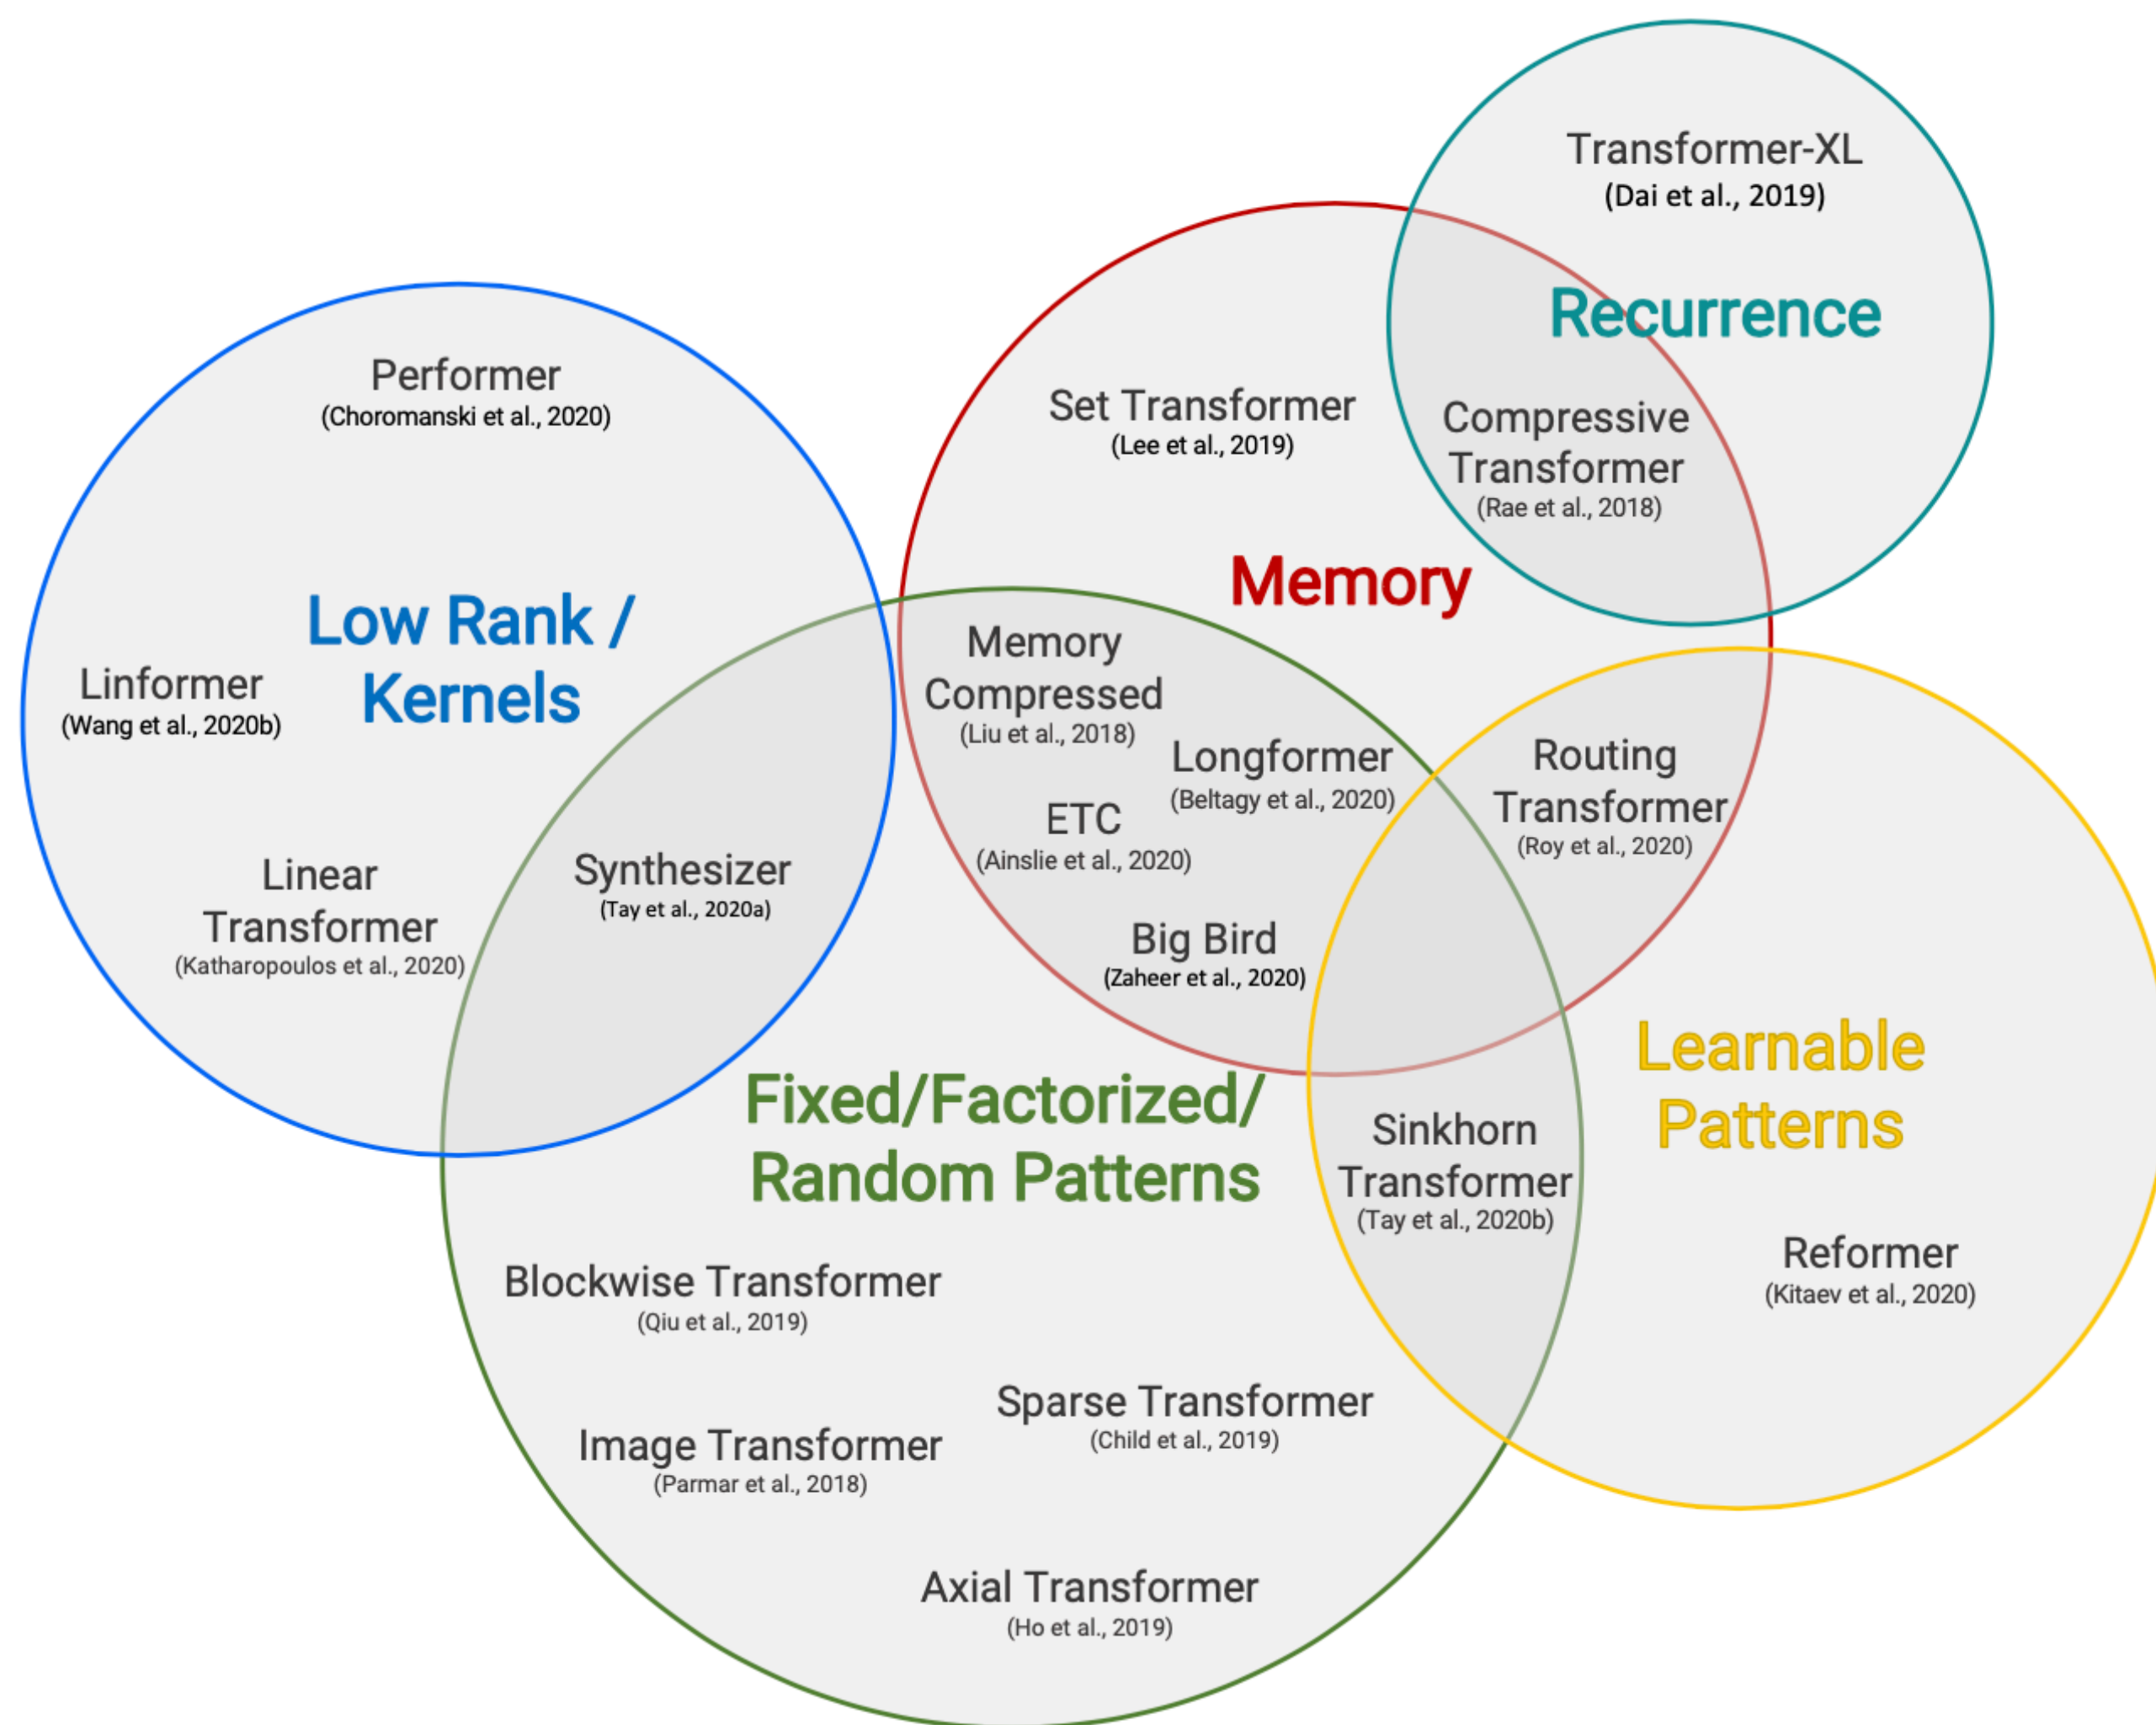 Transformer-XL
(Dai et al., 2019)
Recurrence
Performer
(Choromanski et al., 2020)
Set Transformer
(Lee et al., 2019)
Compressive
Transformer
(Rae et al., 2018)
Memory
Low Rank /
Kernels
Linformer
(Wang et al., 2020b)
Memory
Compressed
(Liu et al., 2018)
Longformer
(Beltagy et al., 2020)
Routing
Transformer
(Roy et al., 2020)
ETC
(Ainslie et al., 2020)
Linear
Transformer
(Katharopoulos et al., 2020)
Synthesizer
(Tay et al., 2020a)
Big Bird
(Zaheer et al., 2020)
Learnable
Patterns
Fixed/Factorized/
Random Patterns
Sinkhorn
Transformer
(Tay et al., 2020b)
Reformer
(Kitaev et al., 2020)
Blockwise Transformer
(Qiu et al., 2019)
Sparse Transformer
(Child et al., 2019)
Image Transformer
(Parmar et al., 2018)
Axial Transformer
(Ho et al., 2019)